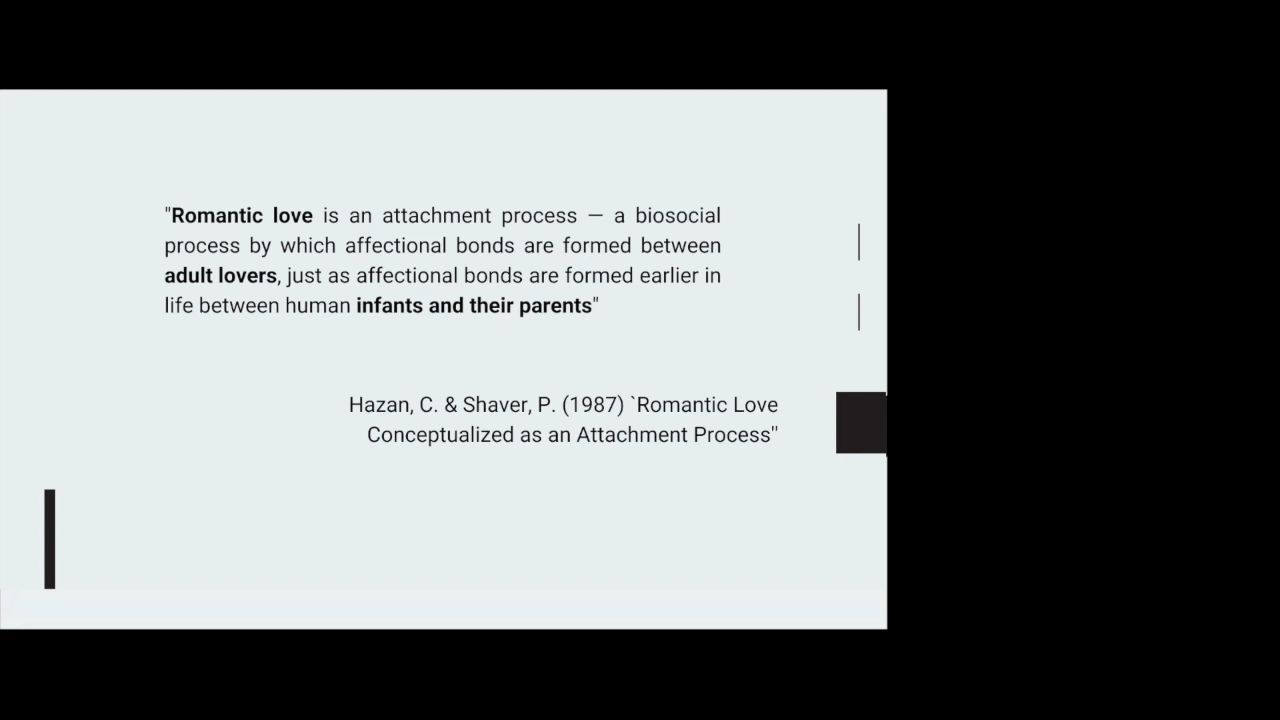 "Romantic love is an attachment process — a biosocial
process by which affectional bonds are formed between
adult lovers, just as affectional bonds are formed earlier in
life between human infants and their parents"
Hazan, C. & Shaver, P. (1987) `Romantic Love
Conceptualized as an Attachment Process"